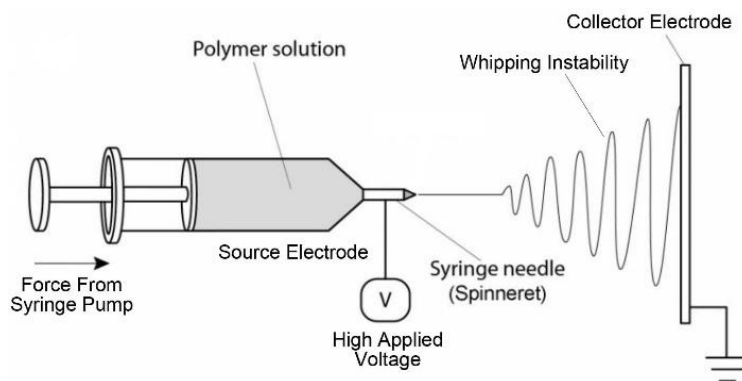 Collector Electrode
Polymer solution
Whipping Instability
Source Electrode
Syringe needle
(Spinneret)
Force From
Syringe Pump
V
High Applied
Voltage